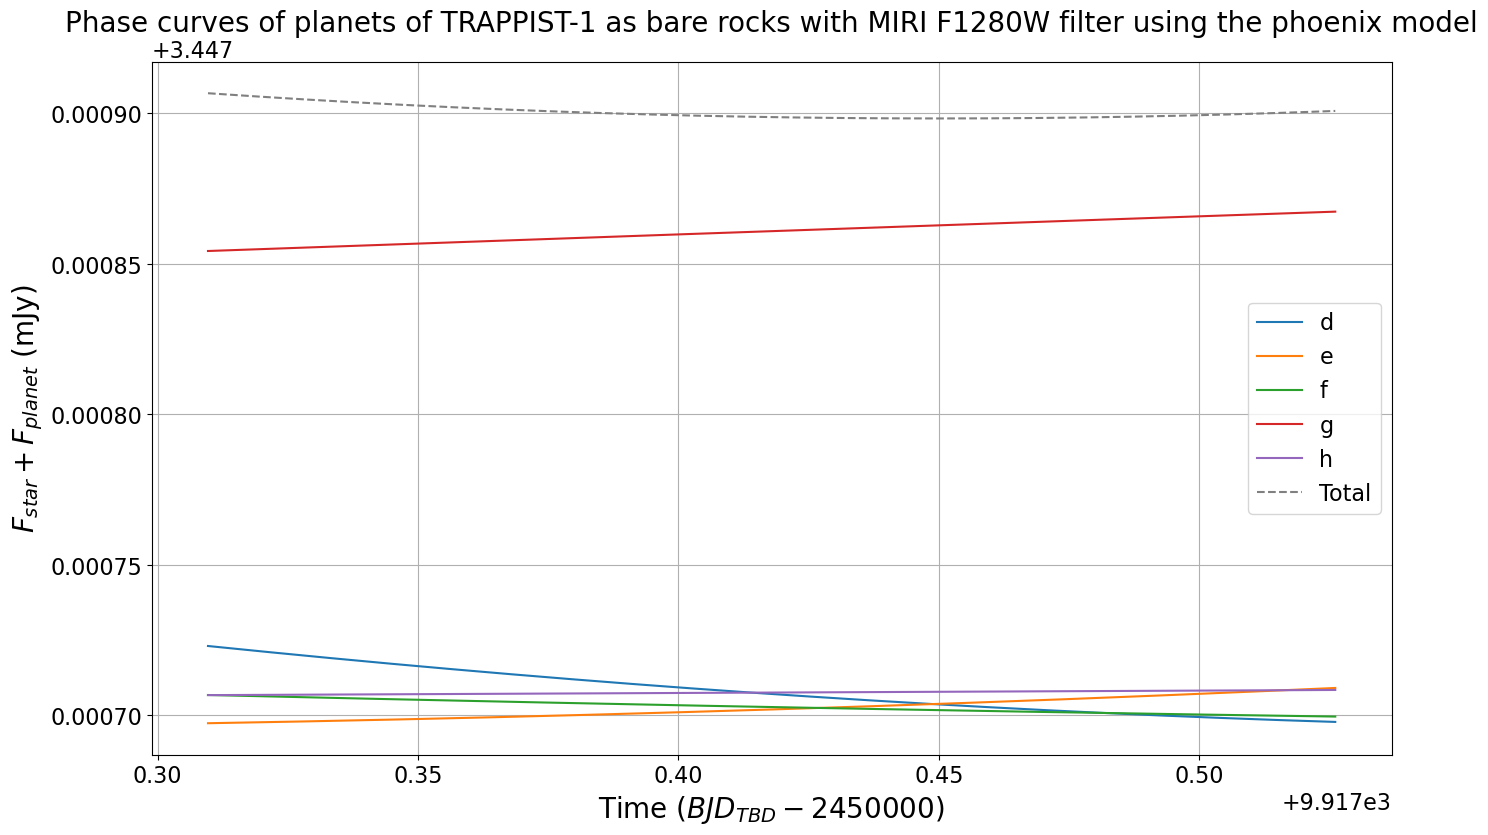 Phase curves of planets of TRAPPIST-1 as bare rocks with MIRI F1280W filter using the phoenix model
+3.447
0.00090
0.00085
0.00080
0.00075
0.00070
F_star + F_planet (mJy)
d
e
f
g
h
Total
0.30 0.35 0.40 0.45 0.50
Time (BJD_TBD − 2450000)
+9.917e3